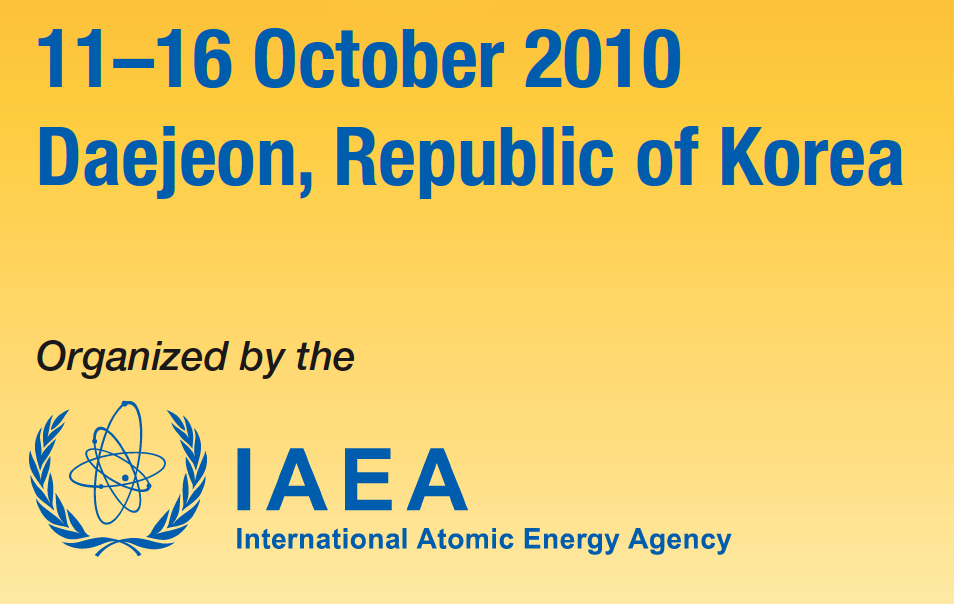 11–16 October 2010
Daejeon, Republic of Korea
Organized by the
IAEA
International Atomic Energy Agency